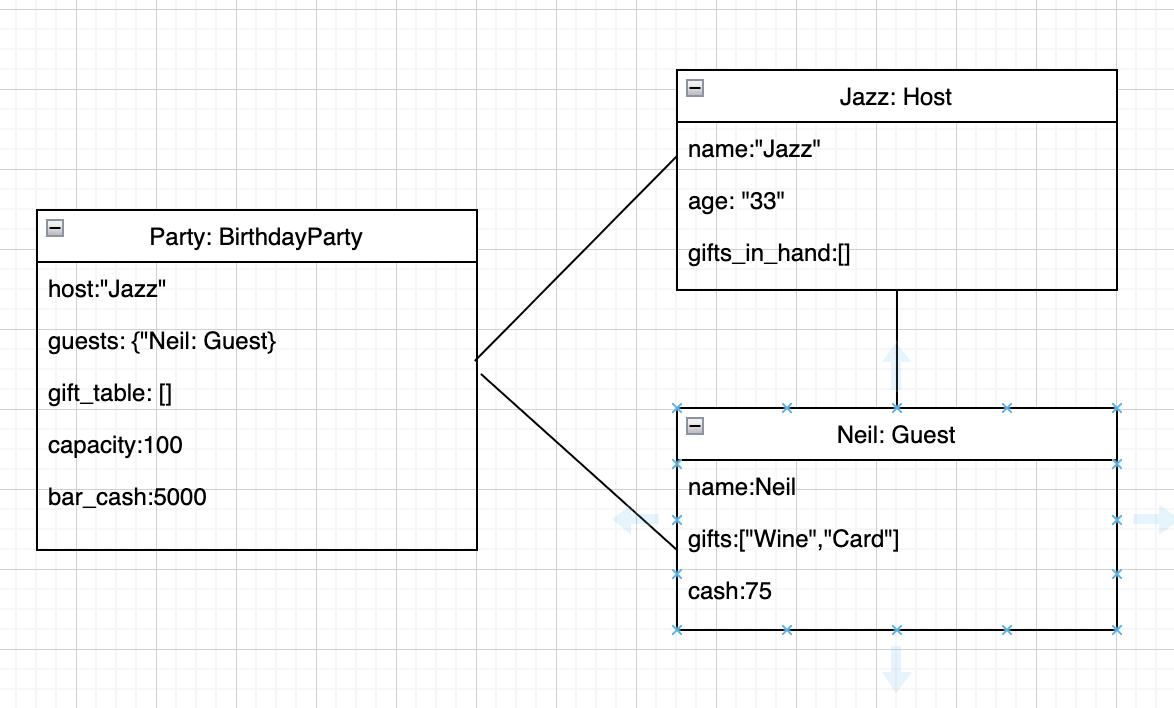 Jazz: Host
name:"Jazz"
age: "33"
gifts_in_hand:[]
Party: BirthdayParty
host:"Jazz"
guests: {"Neil: Guest}
gift_table: []
capacity:100
bar_cash:5000
Neil: Guest
name:Neil
gifts:["Wine","Card"]
cash:75